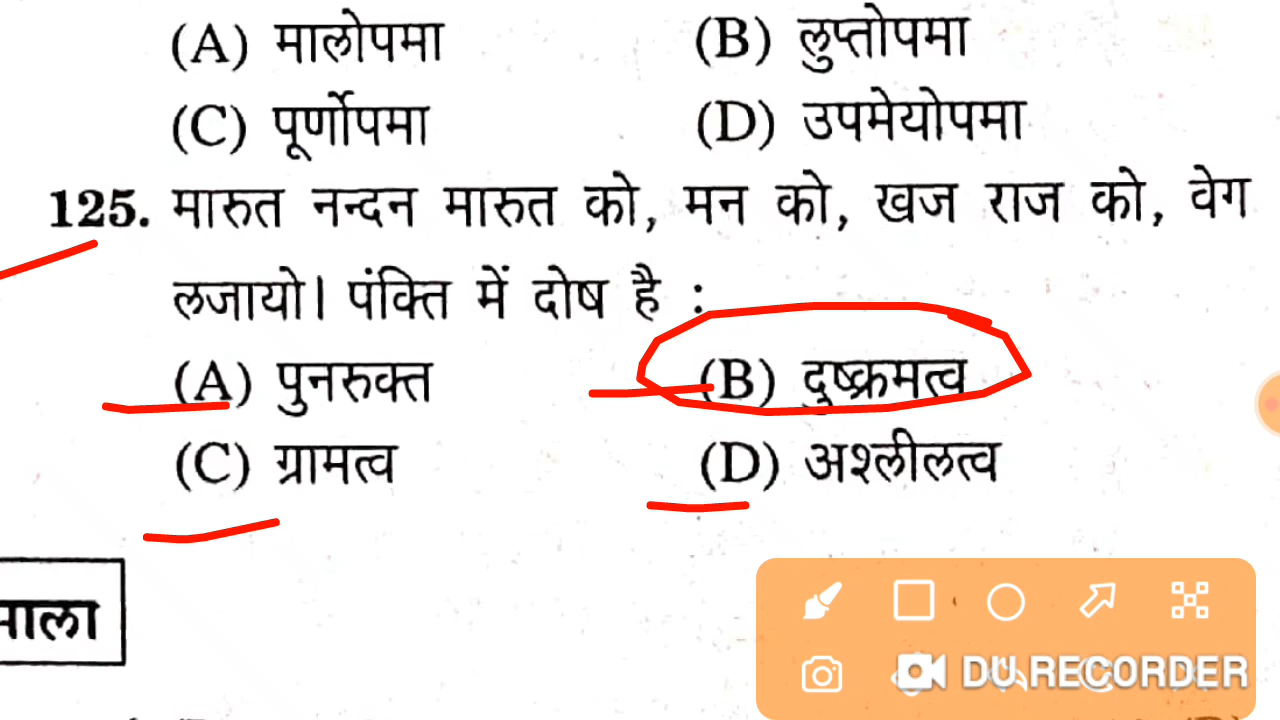 (A) मालोपमा (B) लुप्तोपमा
(C) पूर्णोपमा (D) उपमेयोपमा
125. मारुत नन्दन मारुत को, मन को, खज राज को, वेग
लजायो। पंक्ति में दोष है :
(A) पुनरुक्त (B) दुष्क्रमत्व
(C) ग्रामत्व (D) अश्लीलत्व
माला
DU RECORDER